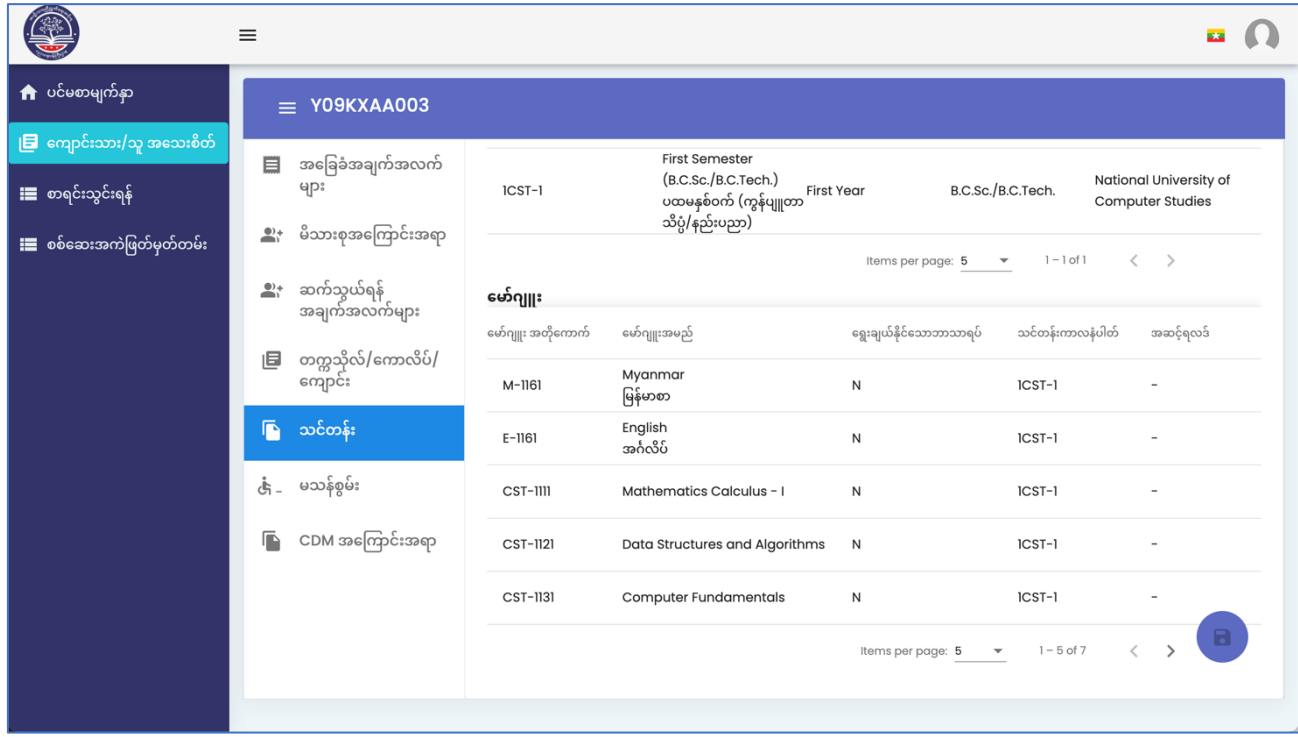 ပင်မစာမျက်နှာ
ကျောင်းသား/သူ အသေးစိတ်
စာရင်းသွင်းရန်
စစ်ဆေးအကဲဖြတ်မှတ်တမ်း
Y09KXAA003
အခြေခံအချက်အလက်
များ
မိသားစုအကြောင်းအရာ
ဆက်သွယ်ရန်
အချက်အလက်များ
တက္ကသိုလ်/ကောလိပ်/
ကျောင်း
သင်တန်း
မသန်စွမ်း
CDM အကြောင်းအရာ
First Semester
(B.C.Sc./B.C.Tech.)
1CST-1 ပထမနှစ်ဝက် (ကွန်ပျူတာ First Year B.C.Sc./B.C.Tech. National University of
သိပ္ပံ/နည်းပညာ) Computer Studies
Items per page: 5 1 – 1 of 1
မော်ဂျူး
မော်ဂျူး အတိုကောက် မော်ဂျူးအမည် ရွေးချယ်နိုင်သောဘာသာရပ် သင်တန်းကာလနံပါတ် အဆင့်ရလဒ်
M-1161 Myanmar N 1CST-1 -
မြန်မာစာ
E-1161 English N 1CST-1 -
အင်္ဂလိပ်
CST-1111 Mathematics Calculus - I N 1CST-1 -
CST-1121 Data Structures and Algorithms N 1CST-1 -
CST-1131 Computer Fundamentals N 1CST-1 -
Items per page: 5 1 – 5 of 7